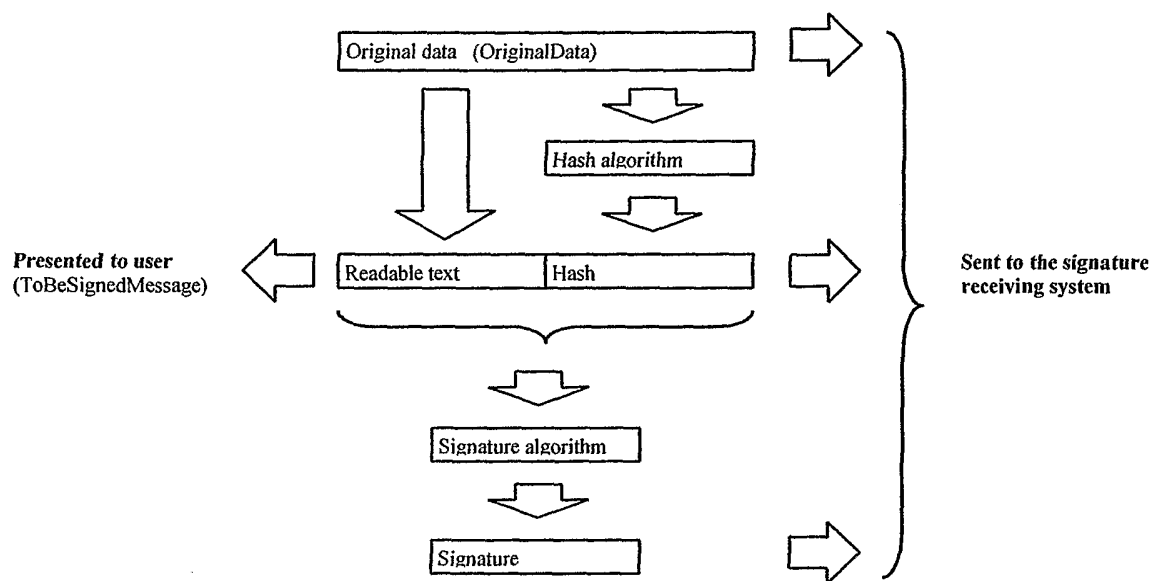 Original data (OriginalData)
Hash algorithm
Presented to user
(ToBeSignedMessage)
Readable text
Hash
Sent to the signature
receiving system
Signature algorithm
Signature